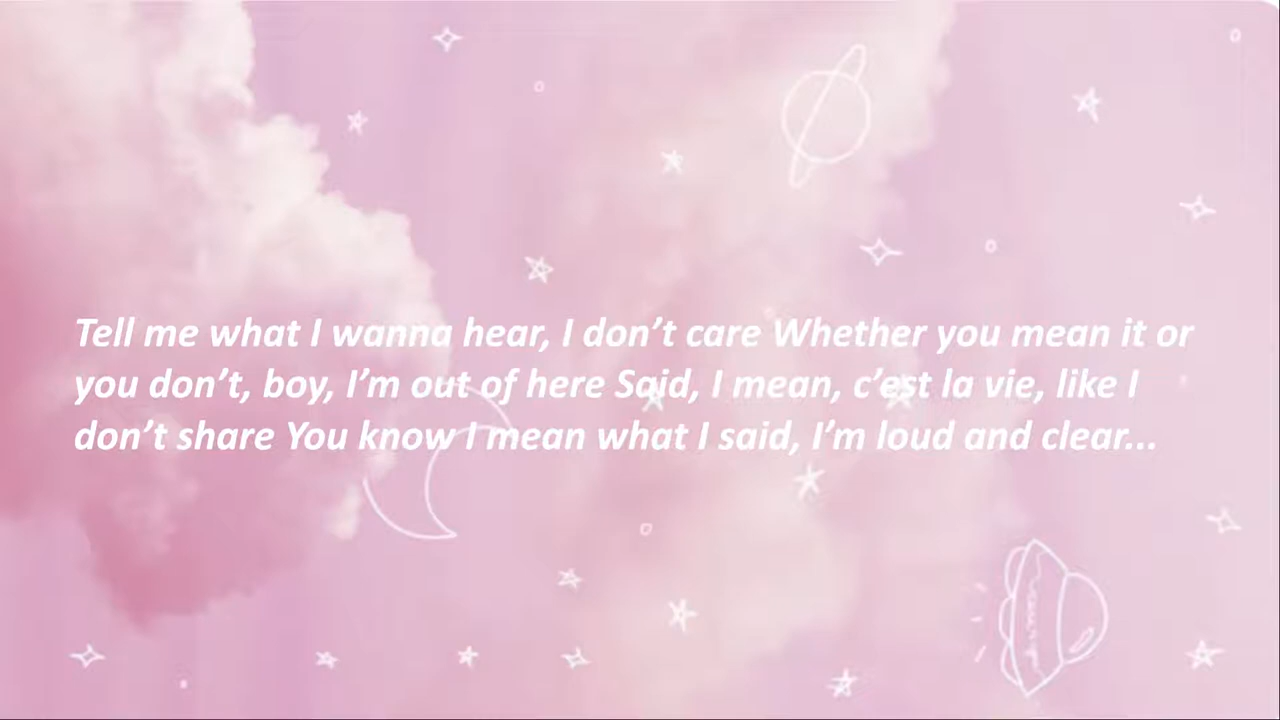 Tell me what I wanna hear, I don’t care Whether you mean it or
you don’t, boy, I’m out of here Said, I mean, c’est la vie, like I
don’t share You know I mean what I said, I’m loud and clear...